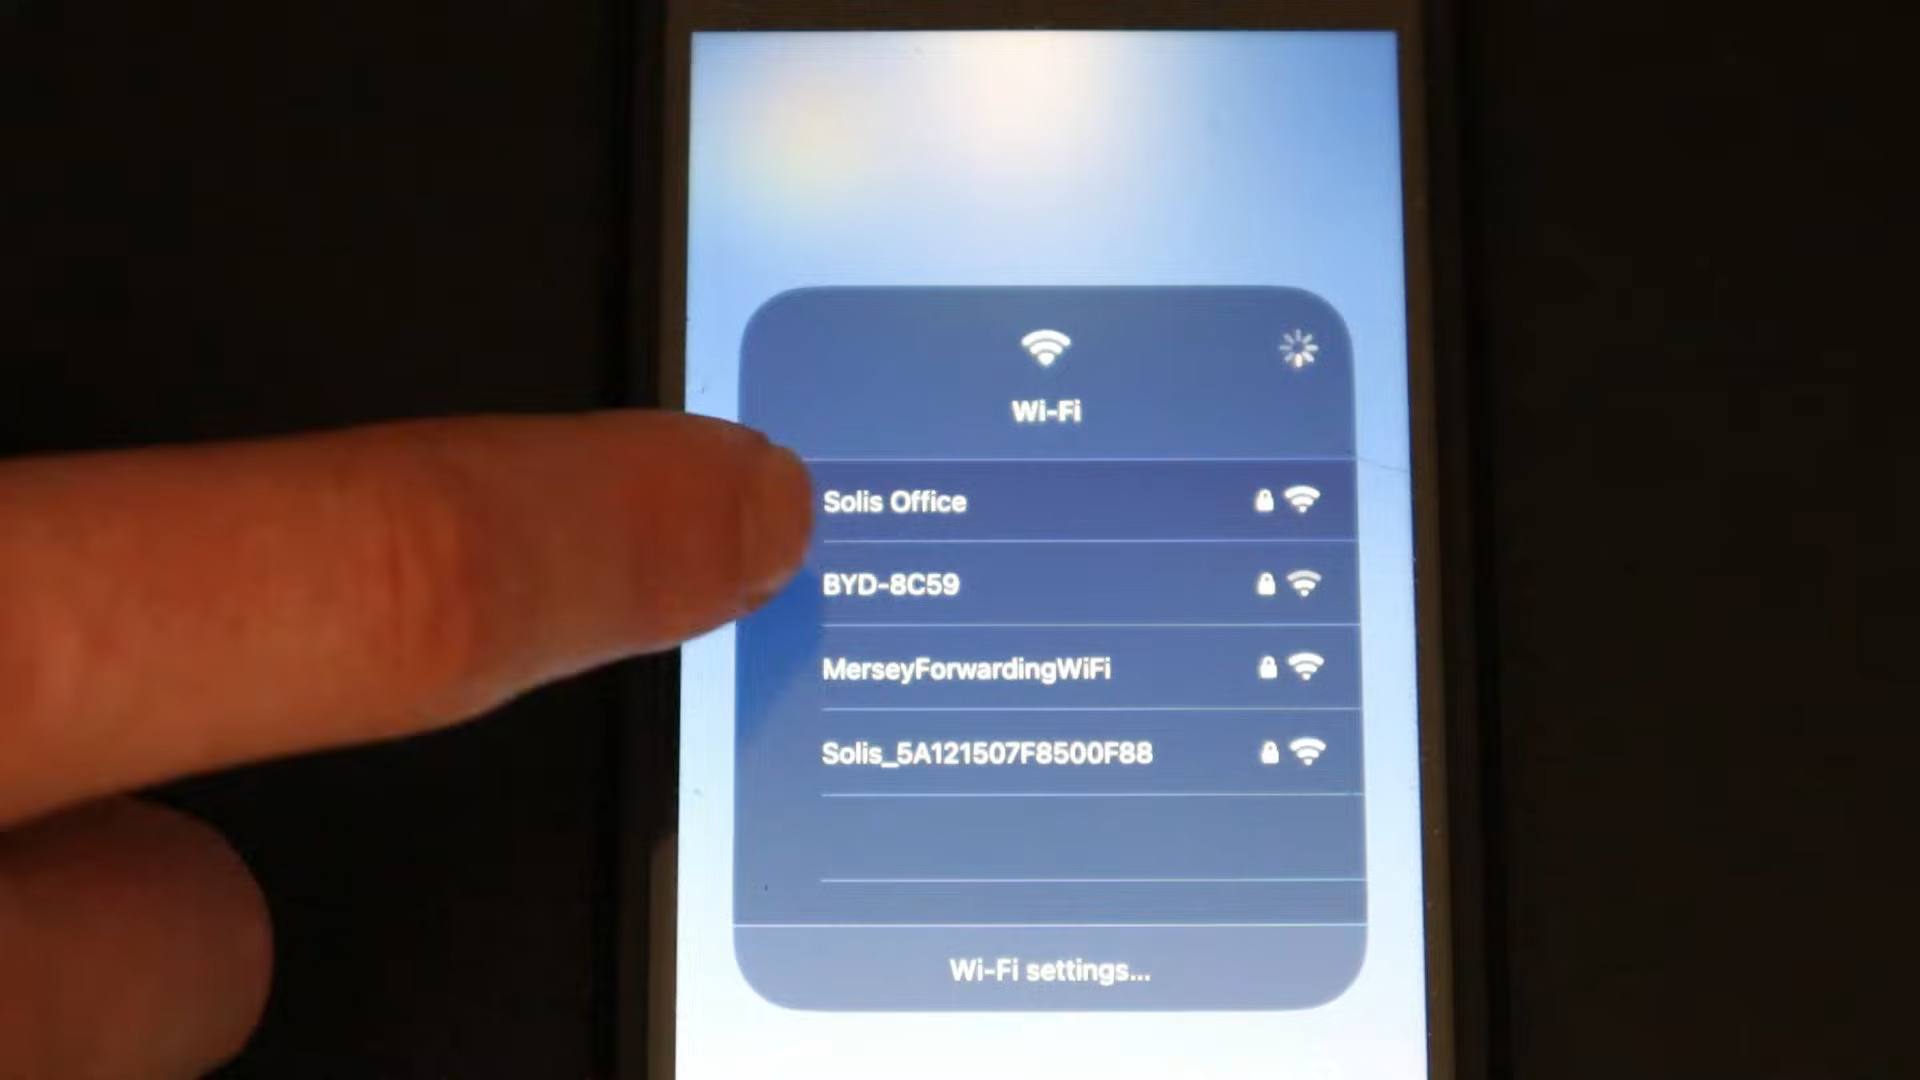 Wi-Fi
Solis Office
BYD-8C59
MerseyForwardingWiFi
Solis_5A121507F8500F88
Wi-Fi settings...